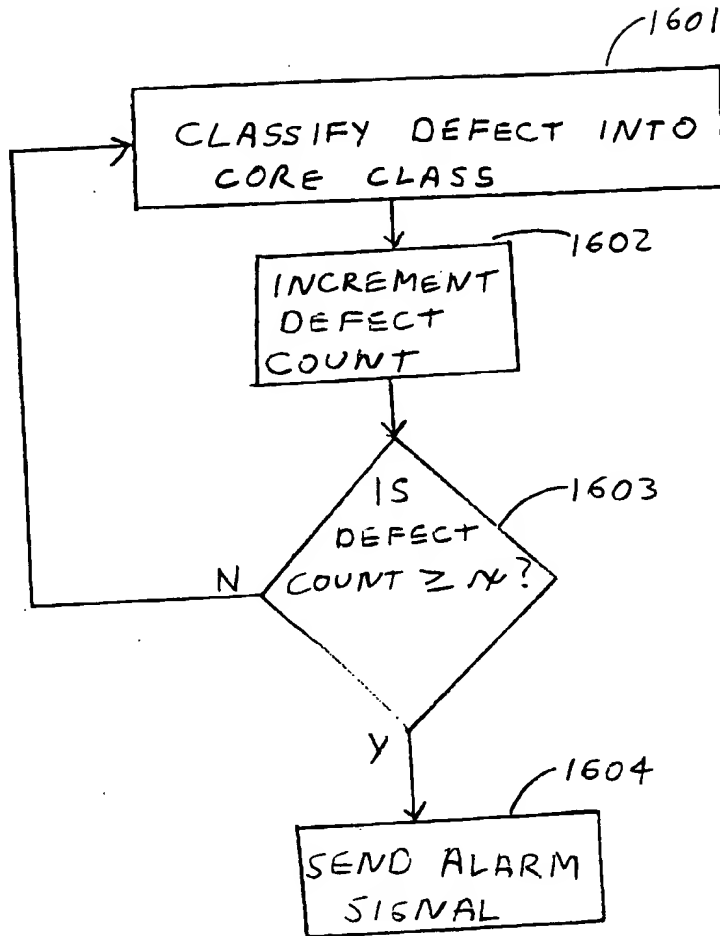 1601
CLASSIFY DEFECT INTO
CORE CLASS
1602
INCREMENT
DEFECT
COUNT
1603
IS
DEFECT
COUNT ≥ ?
N
Y
1604
SEND ALARM
SIGNAL